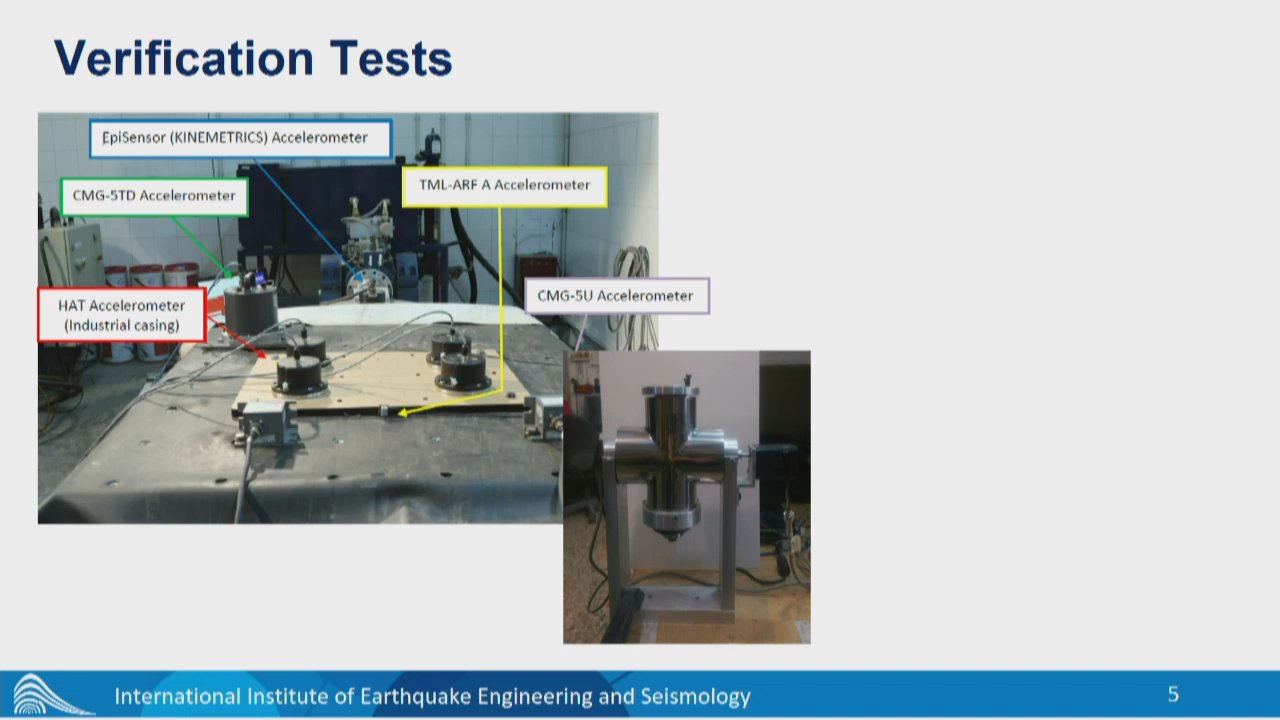 Verification Tests
EpiSensor (KINEMETRICS) Accelerometer
TML-ARF A Accelerometer
CMG-5TD Accelerometer
CMG-5U Accelerometer
HAT Accelerometer
(Industrial casing)
International Institute of Earthquake Engineering and Seismology
5